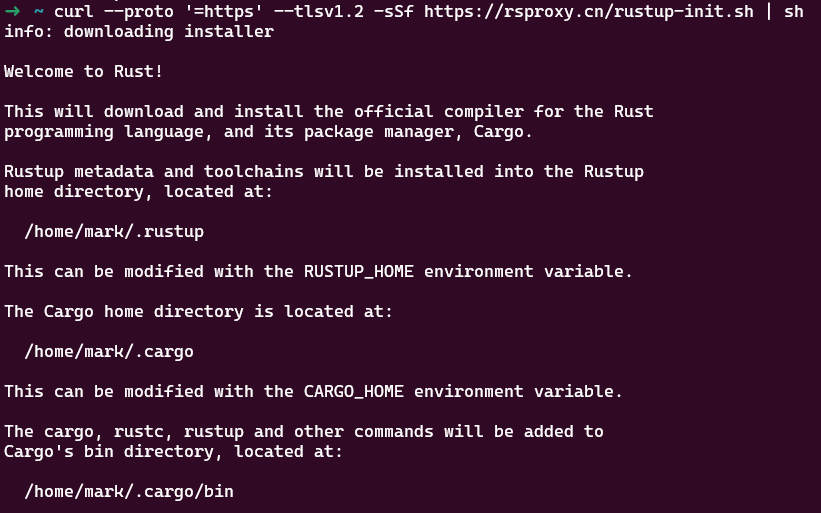 ➜ ~ curl --proto '=https' --tlsv1.2 -sSf https://rsproxy.cn/rustup-init.sh | sh
info: downloading installer
Welcome to Rust!
This will download and install the official compiler for the Rust
programming language, and its package manager, Cargo.
Rustup metadata and toolchains will be installed into the Rustup
home directory, located at:
/home/mark/.rustup
This can be modified with the RUSTUP_HOME environment variable.
The Cargo home directory is located at:
/home/mark/.cargo
This can be modified with the CARGO_HOME environment variable.
The cargo, rustc, rustup and other commands will be added to
Cargo's bin directory, located at:
/home/mark/.cargo/bin